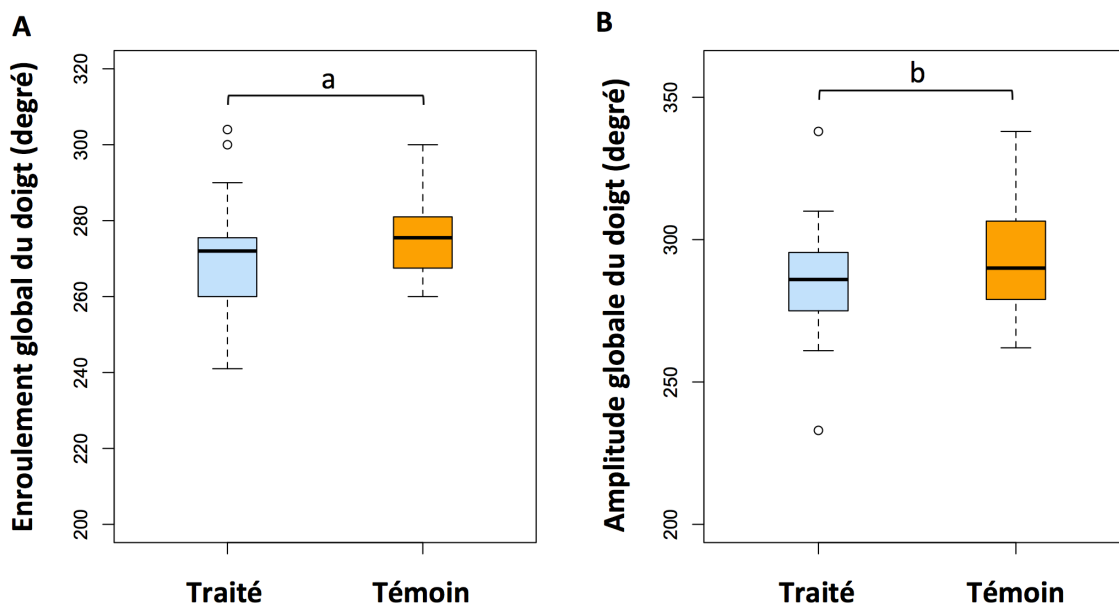 A
Enroulement global du doigt (degré)
320
300
280
260
240
220
200
a
Traité
Témoin
B
Amplitude globale du doigt (degré)
350
300
250
200
b
Traité
Témoin